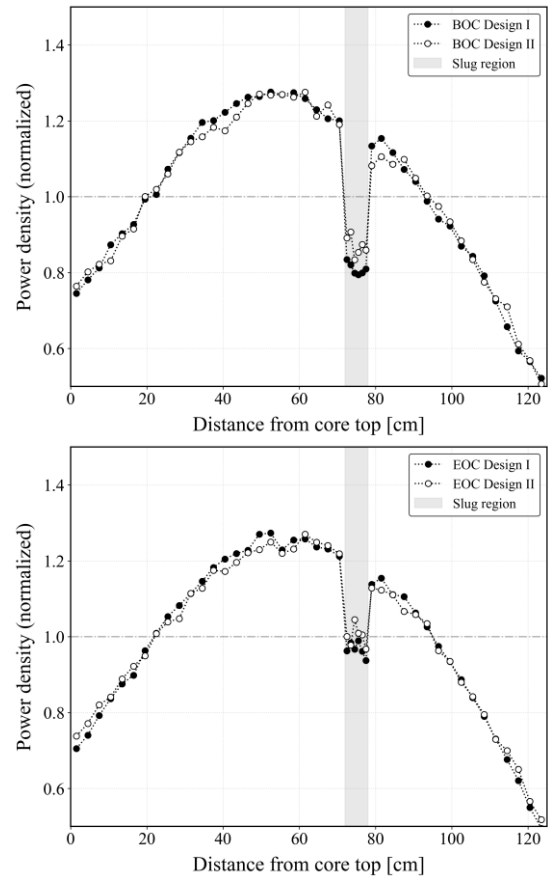 1.4
1.2
1.0
0.8
0.6
Power density (normalized)
BOC Design I
BOC Design II
Slug region
0 20 40 60 80 100 120
Distance from core top [cm]
1.4
1.2
1.0
0.8
0.6
Power density (normalized)
EOC Design I
EOC Design II
Slug region
0 20 40 60 80 100 120
Distance from core top [cm]